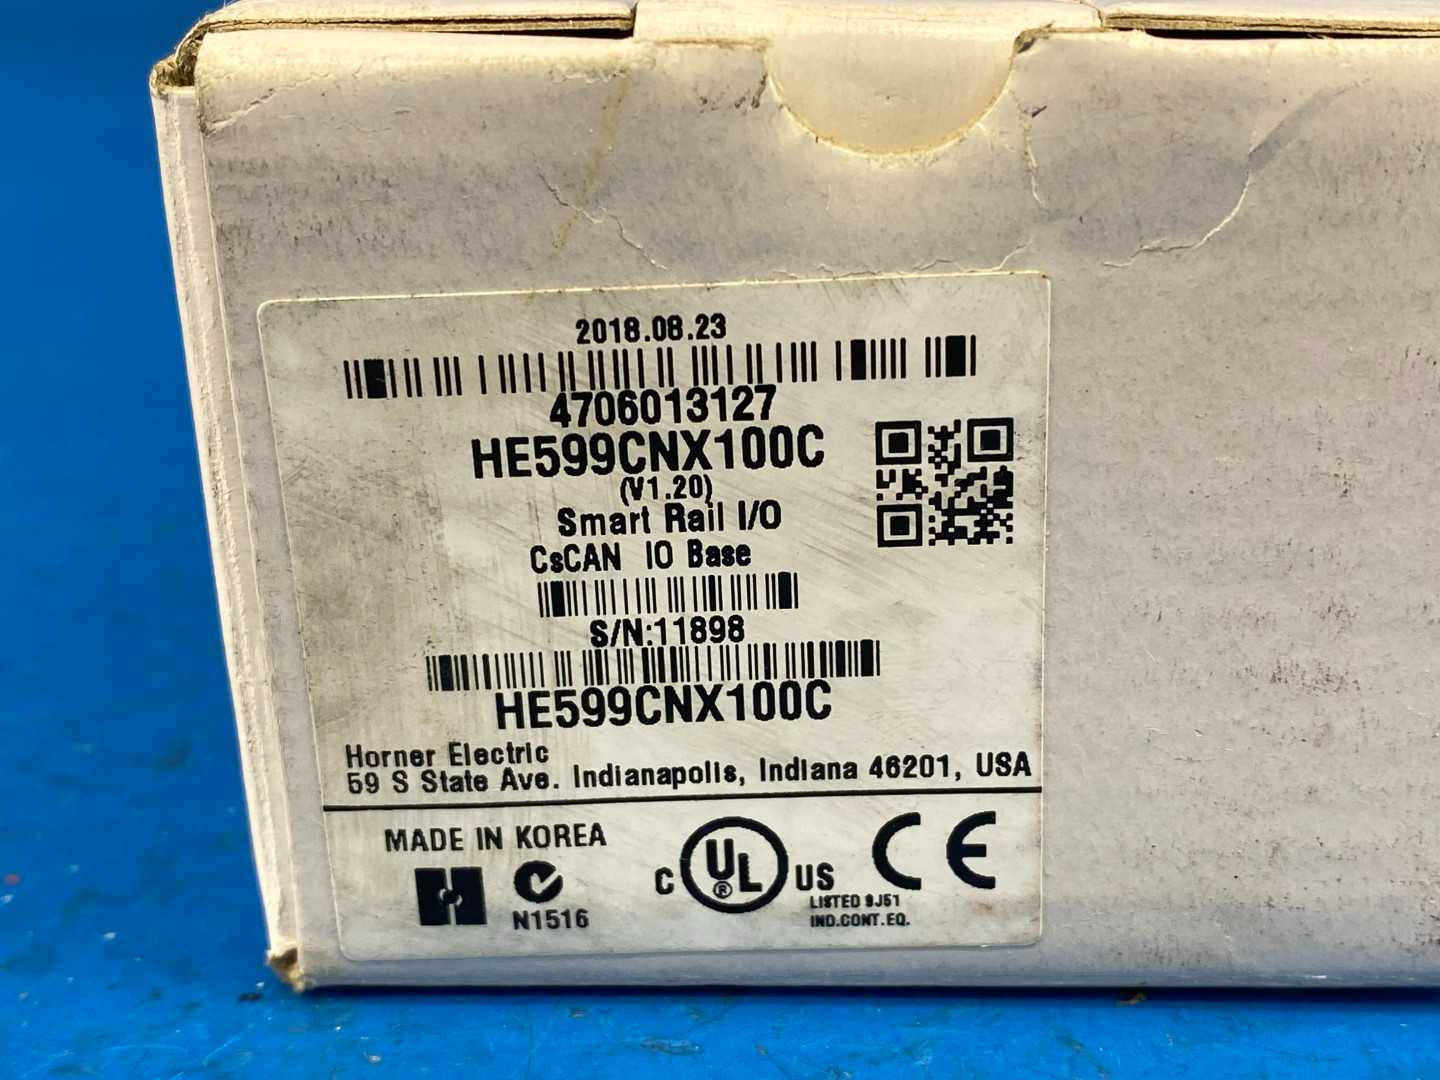 2018.08.23
4706013127
HE599CNX100C
(V1.20)
Smart Rail I/O
CsCAN IO Base
S/N:11898
HE599CNX100C
Horner Electric
59 S State Ave. Indianapolis, Indiana 46201, USA
MADE IN KOREA
N1516
C UL ® US
LISTED 9J51
IND.CONT.EQ.
CE